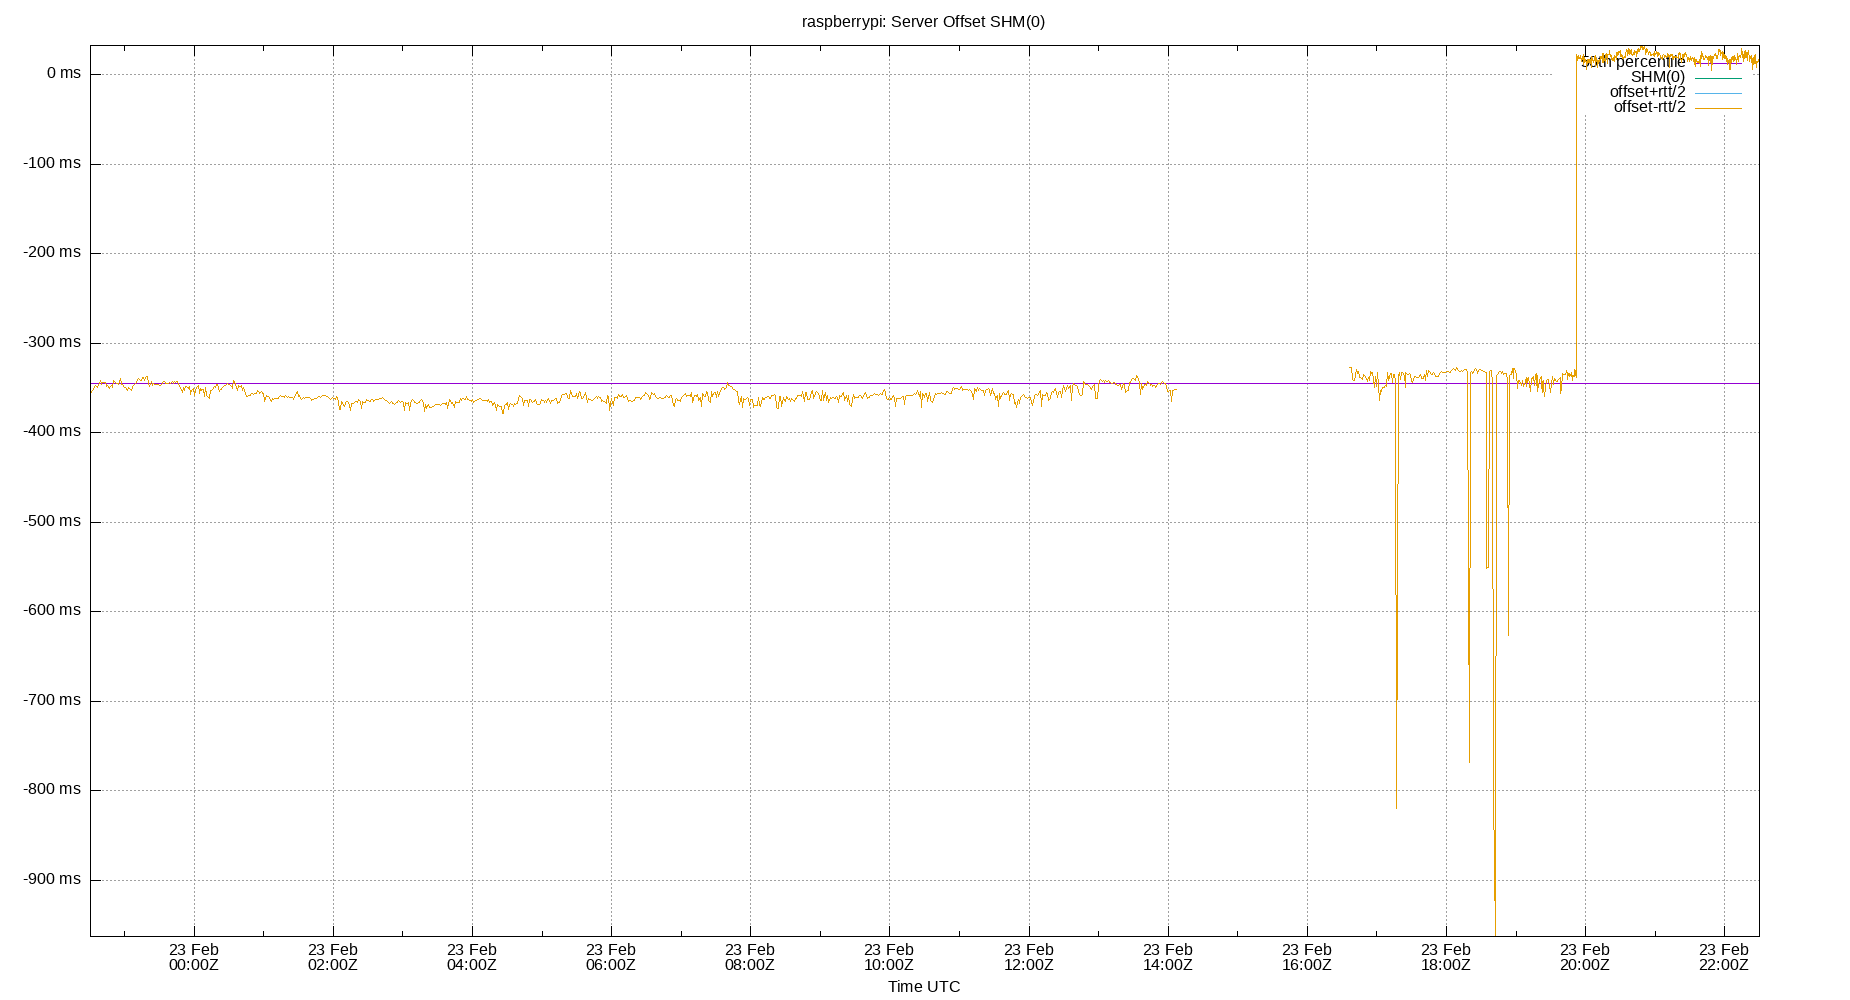 raspberrypi: Server Offset SHM(0)
0 ms
-100 ms
-200 ms
-300 ms
-400 ms
-500 ms
-600 ms
-700 ms
-800 ms
-900 ms
50th percentile
SHM(0)
offset+rtt/2
offset-rtt/2
23 Feb 23 Feb 23 Feb 23 Feb 23 Feb 23 Feb 23 Feb 23 Feb 23 Feb 23 Feb 23 Feb 23 Feb
00:00Z 02:00Z 04:00Z 06:00Z 08:00Z 10:00Z 12:00Z 14:00Z 16:00Z 18:00Z 20:00Z 22:00Z
Time UTC